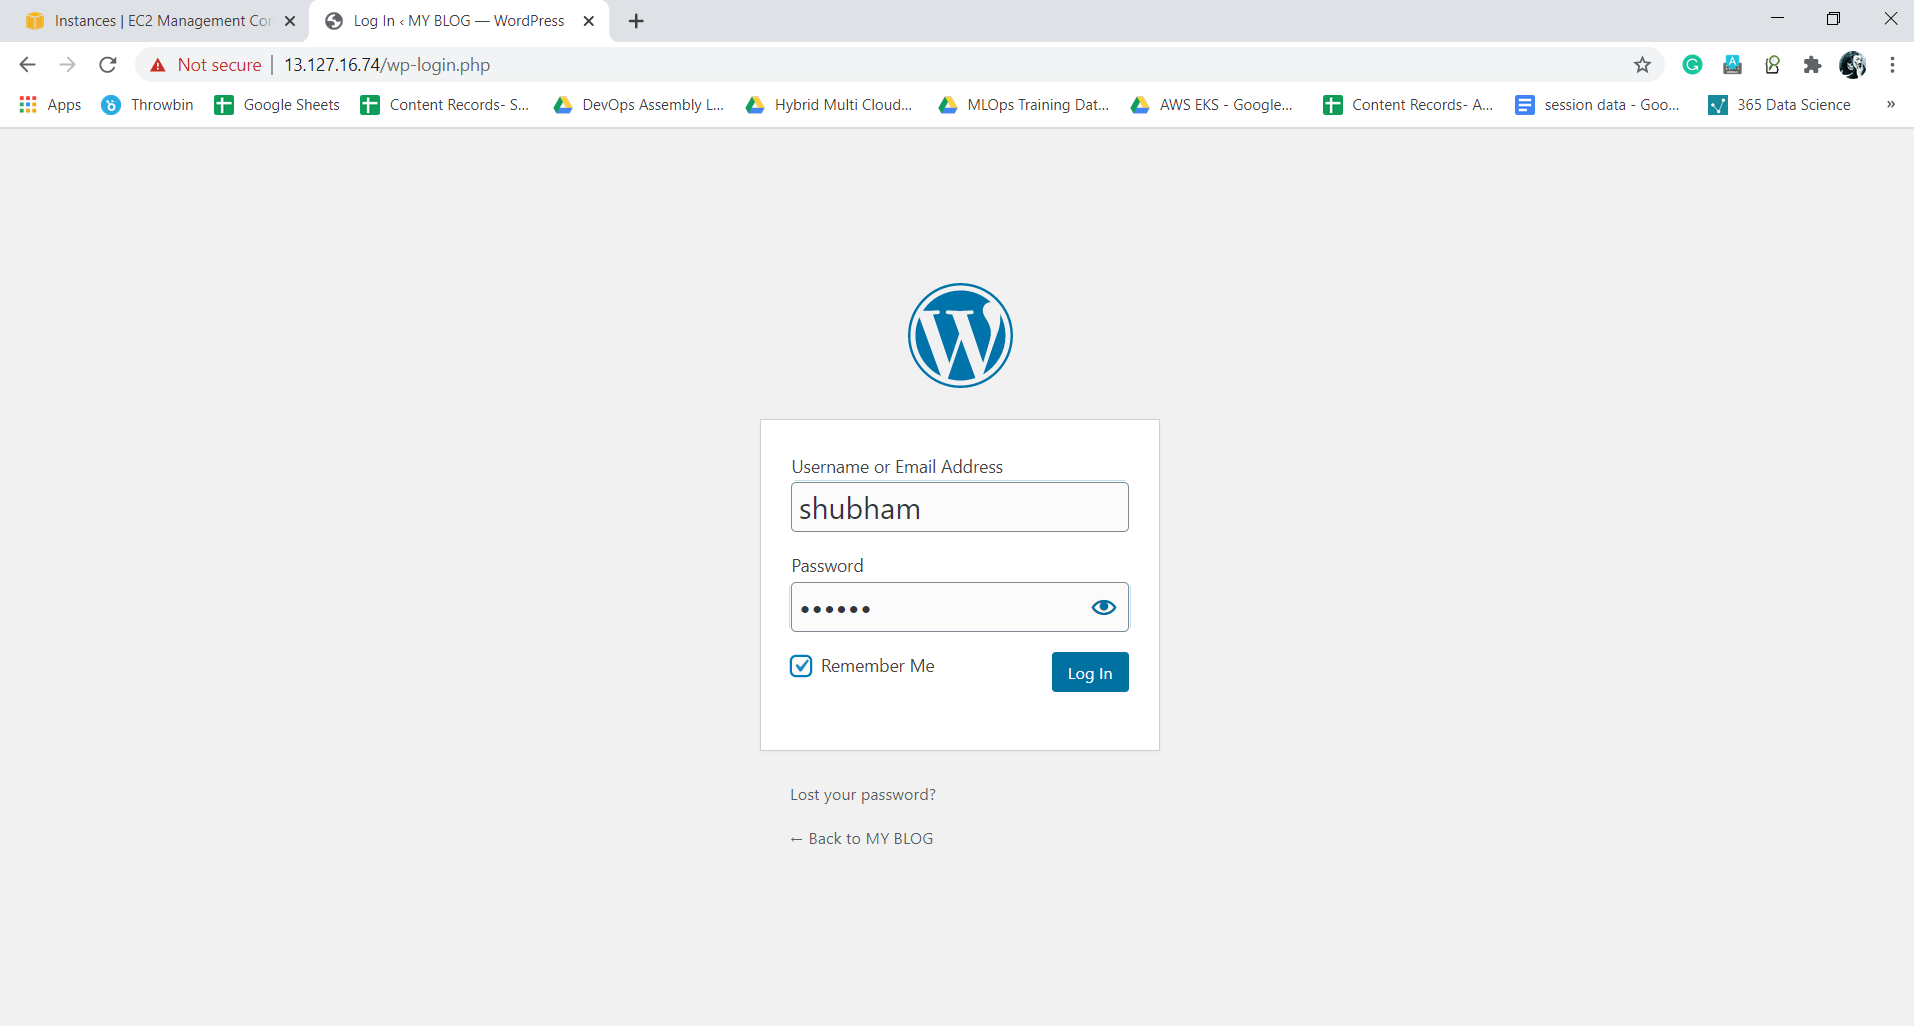 Instances | EC2 Management Con
Log In ‹ MY BLOG — WordPress
Not secure | 13.127.16.74/wp-login.php
Apps Throwbin Google Sheets Content Records- S... DevOps Assembly L... Hybrid Multi Cloud... MLOps Training Dat... AWS EKS - Google... Content Records- A... session data - Goo... 365 Data Science »
Username or Email Address
shubham
Password
••••••
Remember Me
Log In
Lost your password?
← Back to MY BLOG